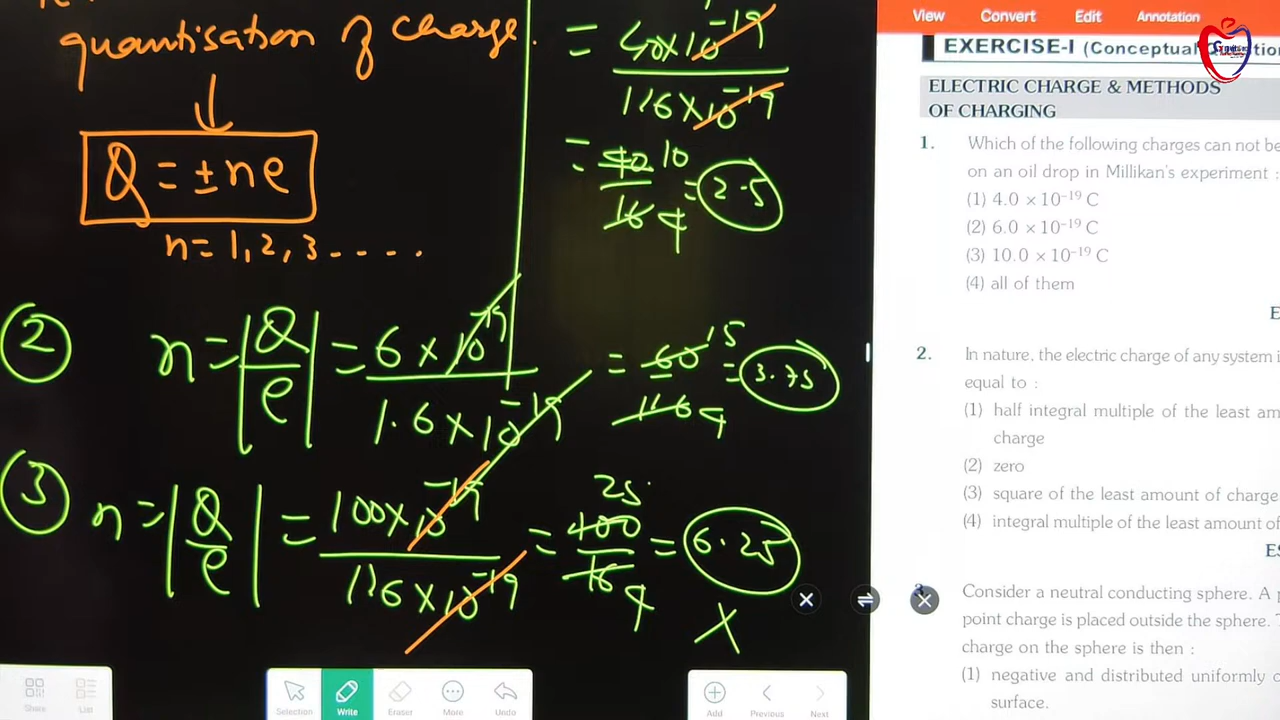 quantisation of charge.
Q = ±ne
n = 1, 2, 3 - - - - . . . .
= 40×10⁻¹⁹
116×10⁻¹⁹
= 40 10
16 4
= 2.5
② n = |Q/e| = 6×10⁻¹⁹
1.6×10⁻¹⁹
= 60 15
116 4
= 3.75
③ n = |Q/e| = 100×10⁻¹⁹
116×10⁻¹⁹
= 400 25
16 4
= 6.25
X
Share
List
Selection
Write
Eraser
More
Undo
Add
Previous
Next
View Convert Edit Annotation
EXERCISE-I (Conceptual
ELECTRIC CHARGE & METHODS
OF CHARGING
1. Which of the following charges can not be
on an oil drop in Millikan's experiment :
(1) 4.0 ×10⁻¹⁹ C
(2) 6.0 ×10⁻¹⁹C
(3) 10.0 ×10⁻¹⁹ C
(4) all of them
E
2. In nature, the electric charge of any system i
equal to :
(1) half integral multiple of the least am
charge
(2) zero
(3) square of the least amount of charge
(4) integral multiple of the least amount of
ES
3. Consider a neutral conducting sphere. A p
point charge is placed outside the sphere. T
charge on the sphere is then :
(1) negative and distributed uniformly o
surface.